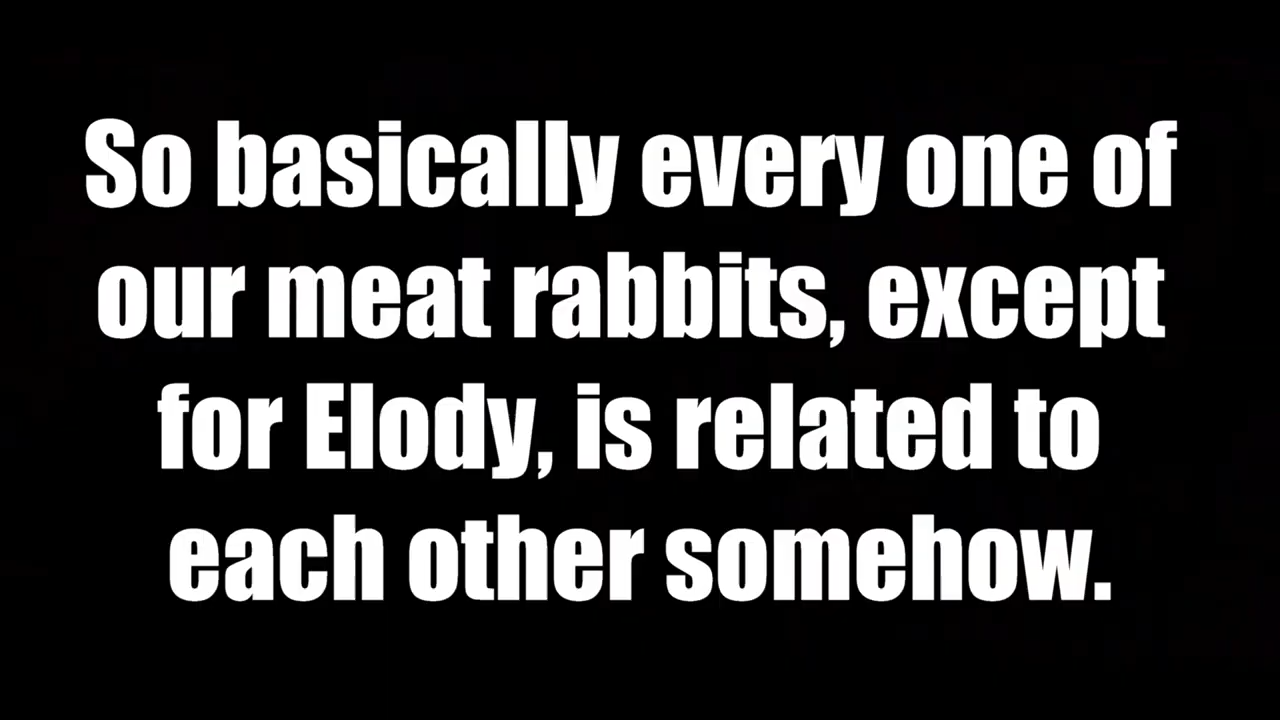 So basically every one of
our meat rabbits, except
for Elody, is related to
each other somehow.